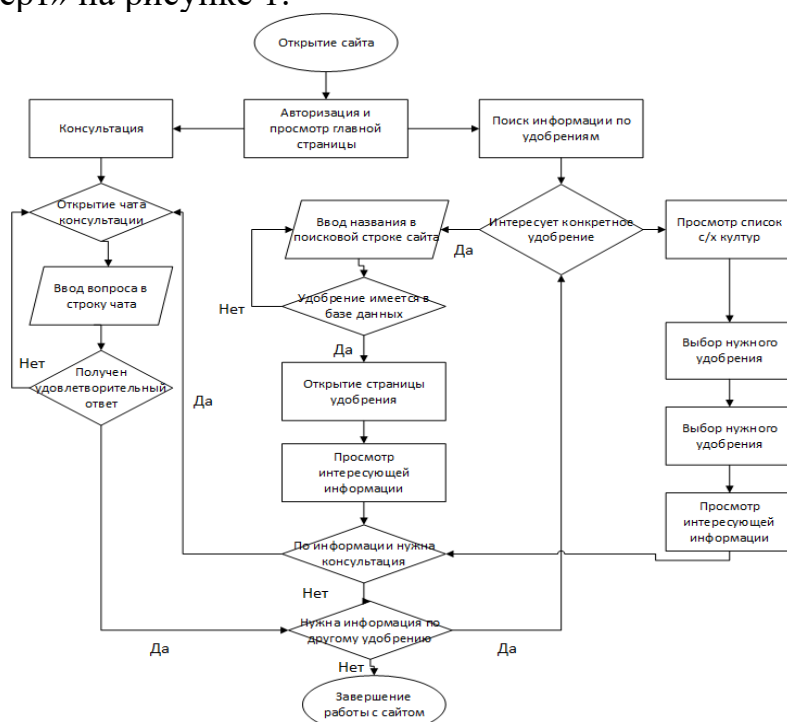 ерт» на рисунке 1.
Открытие сайта
Консультация
Авторизация и
просмотр главной
страницы
Поиск информации по
удобрениям
Открытие чата
консультации
Ввод названия в
поисковой строке сайта
Интересует конкретное
удобрение
Просмотр список
с/х култур
Да
Ввод вопроса в
строку чата
Нет
Удобрение имеется в
базе данных
Да
Выбор нужного
удобрения
Нет
Получен
удовлетворительный
ответ
Да
Открытие страницы
удобрения
Выбор нужного
удобрения
Просмотр
интересующей
информации
Просмотр
интересующей
информации
По информации нужна
консультация
Нет
Нужна информация по
другому удобрению
Да
Да
Нет
Завершение
работы с сайтом